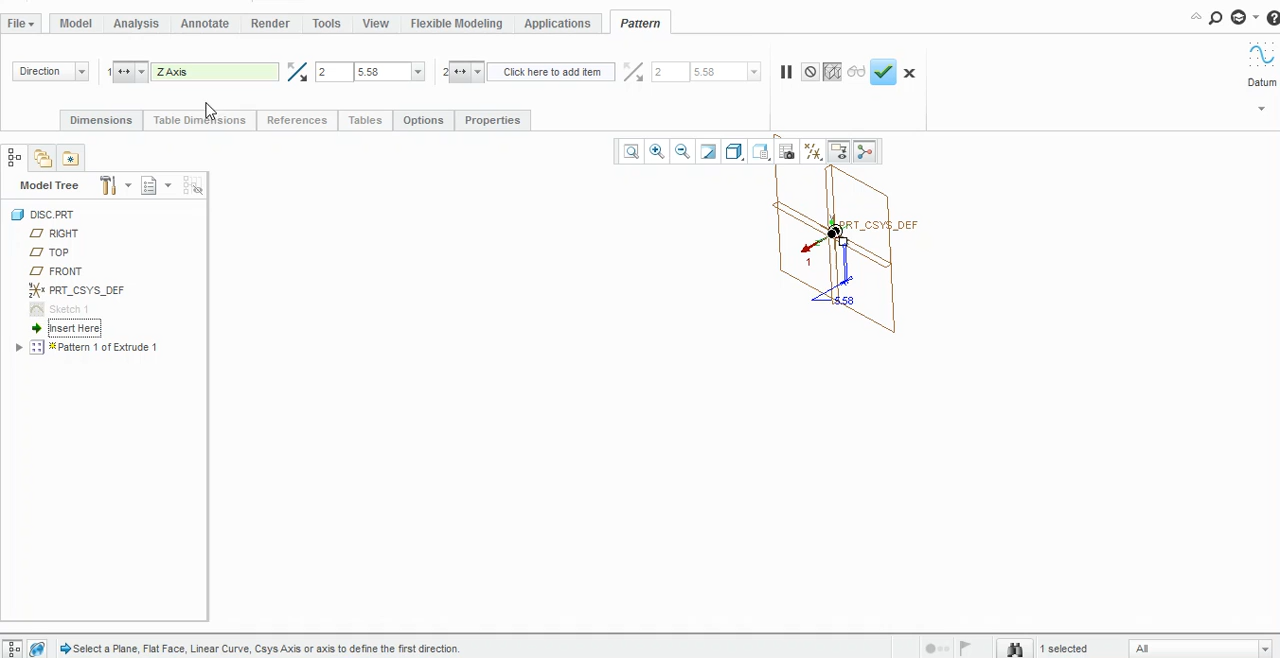 File Model Analysis Annotate Render Tools View Flexible Modeling Applications Pattern
Direction 1 Z Axis 2 5.58 2 Click here to add item 2 5.58
Datum
Dimensions Table Dimensions References Tables Options Properties
Model Tree
DISC.PRT
RIGHT
TOP
FRONT
PRT_CSYS_DEF
Sketch 1
Insert Here
Pattern 1 of Extrude 1
PRT_CSYS_DEF
1
5.58
Select a Plane, Flat Face, Linear Curve, Csys Axis or axis to define the first direction. 1 selected All